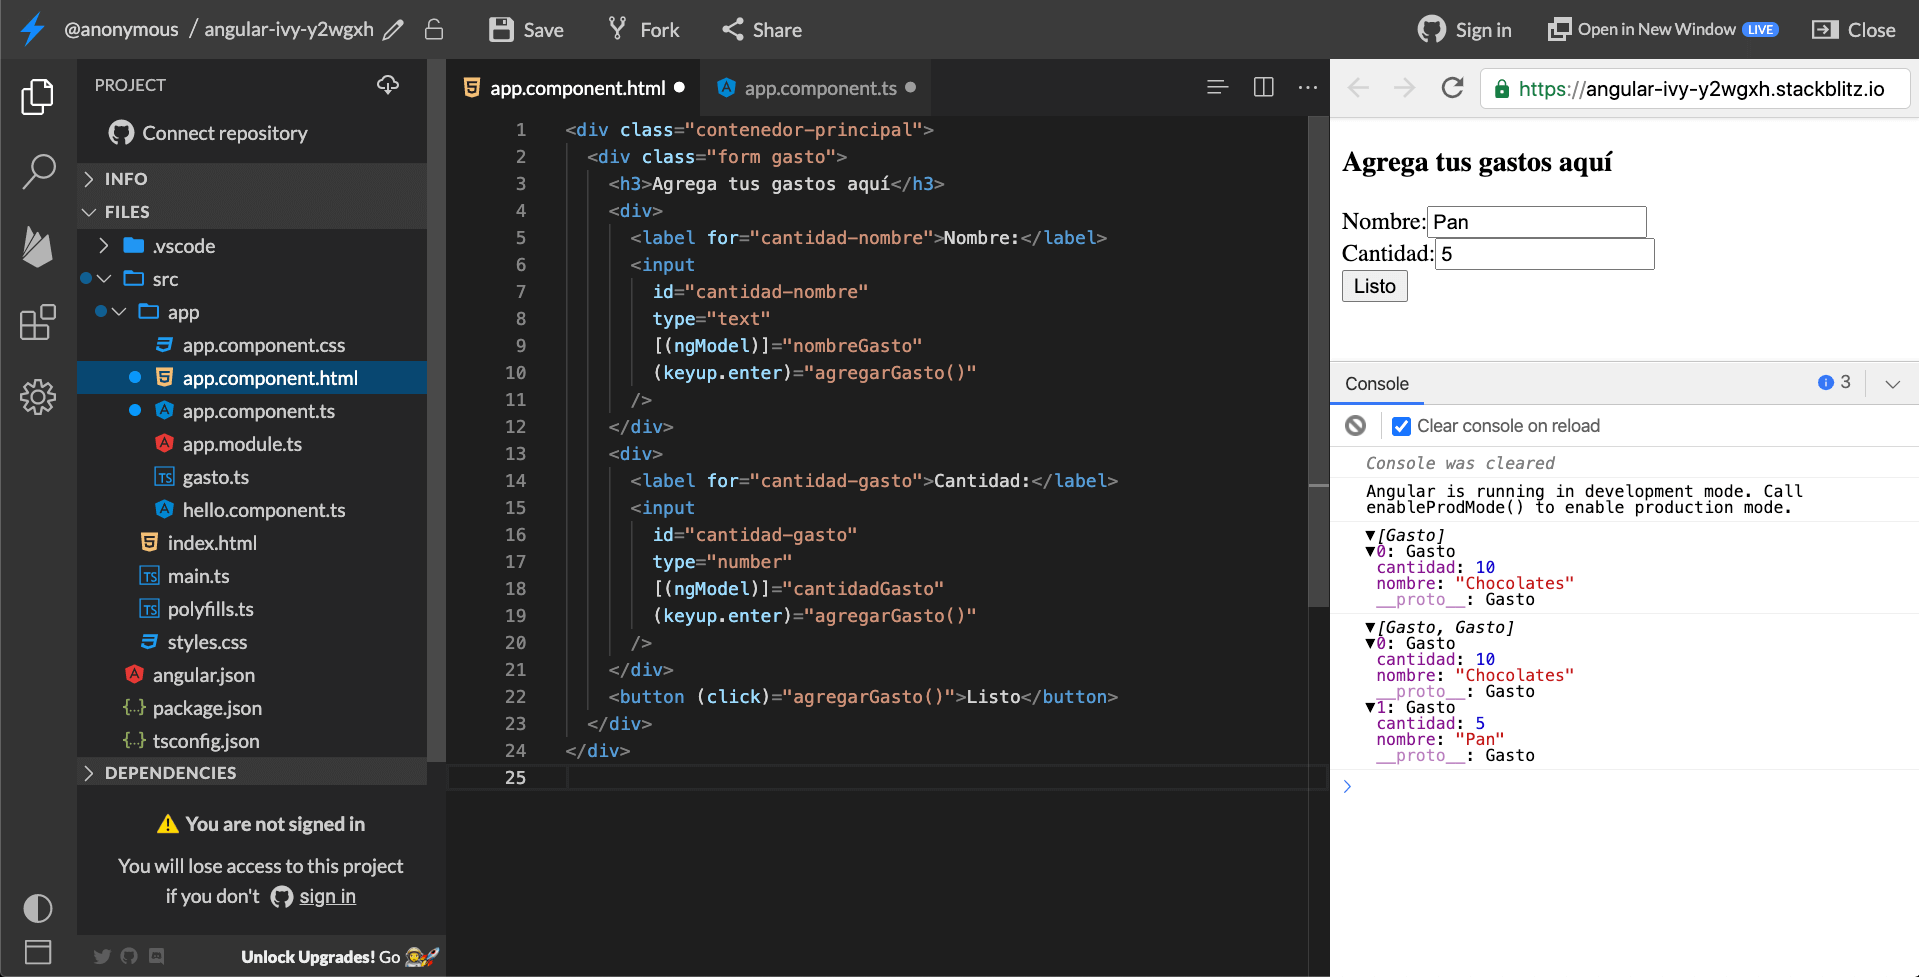 @anonymous / angular-ivy-y2wgxh Save Fork Share Sign in Open in New Window LIVE Close
PROJECT
Connect repository
INFO
FILES
.vscode
src
app
app.component.css
app.component.html
app.component.ts
app.module.ts
gasto.ts
hello.component.ts
index.html
main.ts
polyfills.ts
styles.css
angular.json
package.json
tsconfig.json
DEPENDENCIES
You are not signed in
You will lose access to this project
if you don't sign in
Unlock Upgrades! Go
app.component.html app.component.ts
1 <div class="contenedor-principal">
2 <div class="form gasto">
3 <h3>Agrega tus gastos aquí</h3>
4 <div>
5 <label for="cantidad-nombre">Nombre:</label>
6 <input
7 id="cantidad-nombre"
8 type="text"
9 [(ngModel)]="nombreGasto"
10 (keyup.enter)="agregarGasto()"
11 />
12 </div>
13 <div>
14 <label for="cantidad-gasto">Cantidad:</label>
15 <input
16 id="cantidad-gasto"
17 type="number"
18 [(ngModel)]="cantidadGasto"
19 (keyup.enter)="agregarGasto()"
20 />
21 </div>
22 <button (click)="agregarGasto()">Listo</button>
23 </div>
24 </div>
25
https://angular-ivy-y2wgxh.stackblitz.io
Agrega tus gastos aquí
Nombre: Pan
Cantidad: 5
Listo
Console 3
Clear console on reload
Console was cleared
Angular is running in development mode. Call
enableProdMode() to enable production mode.
▼[Gasto]
▼0: Gasto
cantidad: 10
nombre: "Chocolates"
__proto__: Gasto
▼[Gasto, Gasto]
▼0: Gasto
cantidad: 10
nombre: "Chocolates"
__proto__: Gasto
▼1: Gasto
cantidad: 5
nombre: "Pan"
__proto__: Gasto